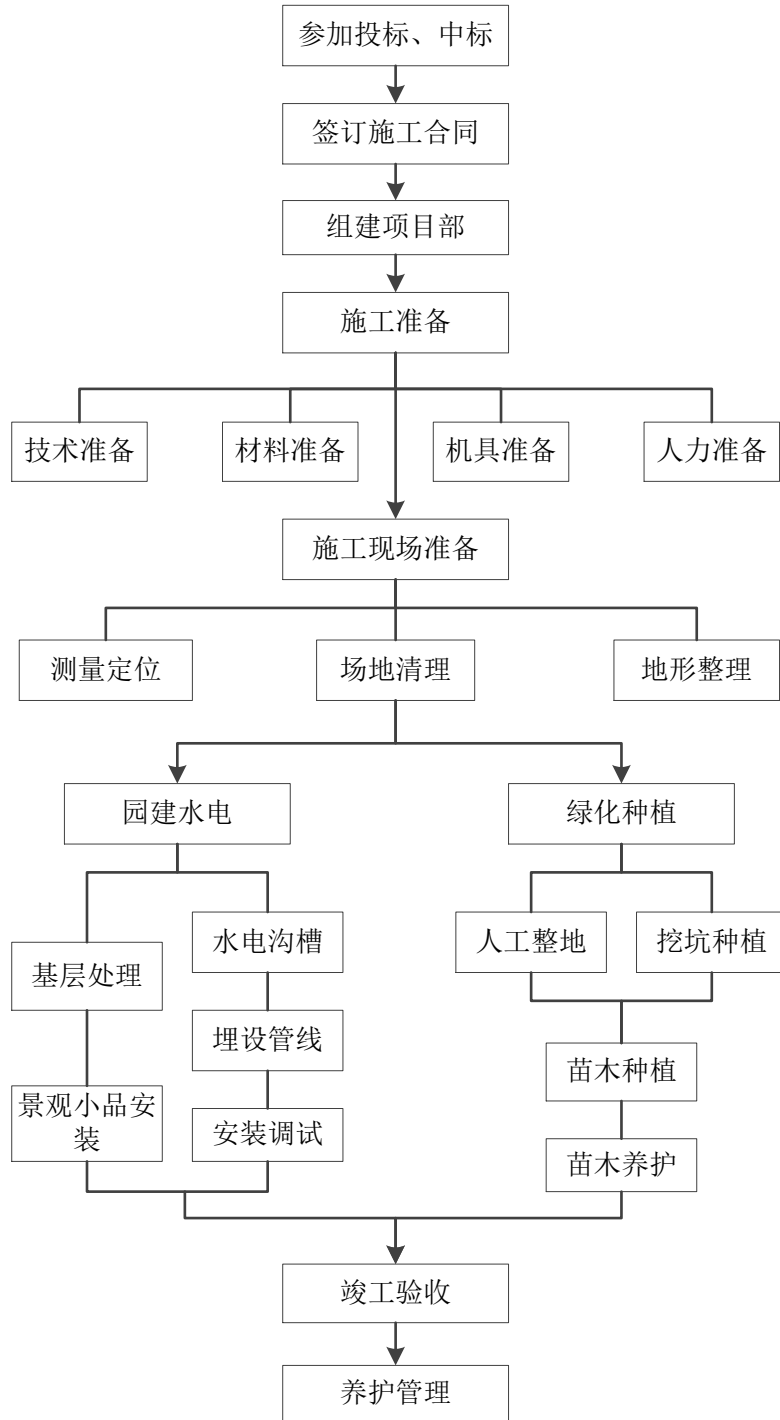 参加投标、中标
签订施工合同
组建项目部
施工准备
技术准备
材料准备
机具准备
人力准备
施工现场准备
测量定位
场地清理
地形整理
园建水电
绿化种植
基层处理
水电沟槽
人工整地
挖坑种植
埋设管线
苗木种植
景观小品安
装
安装调试
苗木养护
竣工验收
养护管理